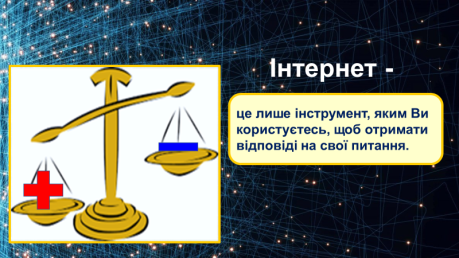 Інтернет -
це лише інструмент, яким Ви
користуєтесь, щоб отримати
відповіді на свої питання.